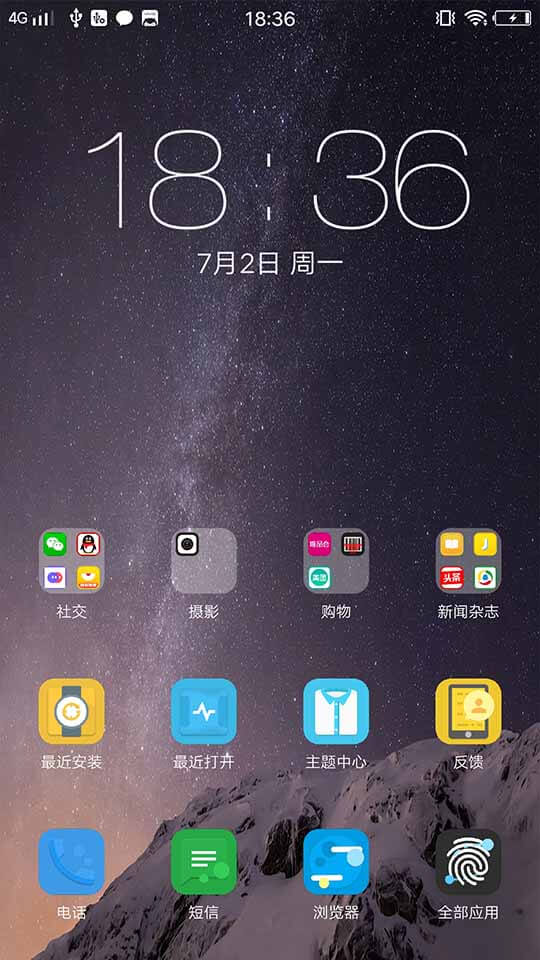 4G
18:36
18:36
7月2日 周一
唯品会
美团
头条
社交
摄影
购物
新闻杂志
最近安装
最近打开
主题中心
反馈
电话
短信
浏览器
全部应用